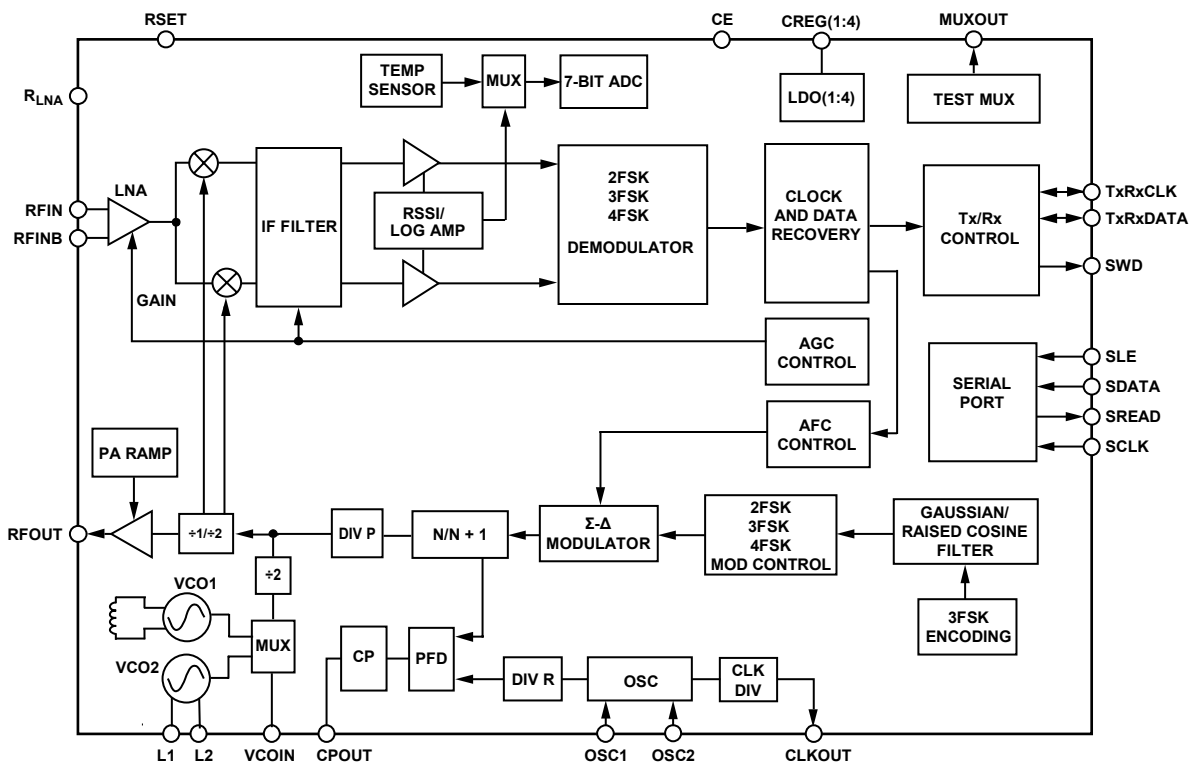 RSET
CE
CREG(1:4)
MUXOUT
R_LNA
TEMP
SENSOR
MUX
7-BIT ADC
LDO(1:4)
TEST MUX
LNA
RFIN
RFINB
GAIN
IF FILTER
RSSI/
LOG AMP
2FSK
3FSK
4FSK
DEMODULATOR
CLOCK
AND DATA
RECOVERY
Tx/Rx
CONTROL
TxRxCLK
TxRxDATA
SWD
AGC
CONTROL
SERIAL
PORT
SLE
SDATA
SREAD
SCLK
AFC
CONTROL
PA RAMP
RFOUT
÷1/÷2
DIV P
N/N + 1
Σ-Δ
MODULATOR
2FSK
3FSK
4FSK
MOD CONTROL
GAUSSIAN/
RAISED COSINE
FILTER
÷2
VCO1
MUX
VCO2
CP
PFD
DIV R
OSC
CLK
DIV
3FSK
ENCODING
L1
L2
VCOIN
CPOUT
OSC1
OSC2
CLKOUT